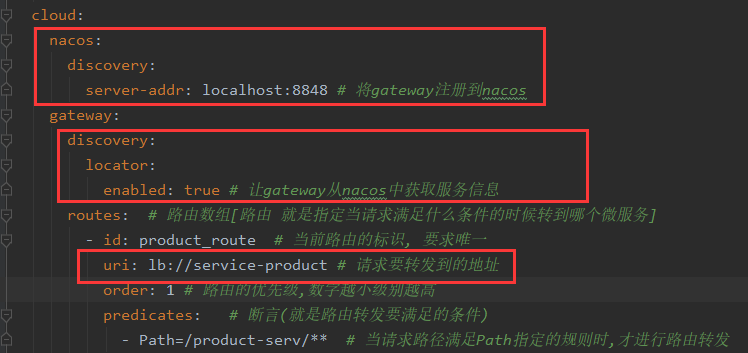 cloud:
nacos:
discovery:
server-addr: localhost:8848 # 将gateway注册到nacos
gateway:
discovery:
locator:
enabled: true # 让gateway从nacos中获取服务信息
routes: # 路由数组[路由 就是指定当请求满足什么条件的时候转到哪个微服务]
- id: product_route # 当前路由的标识, 要求唯一
uri: lb://service-product # 请求要转发到的地址
order: 1 # 路由的优先级,数字越小级别越高
predicates: # 断言(就是路由转发要满足的条件)
- Path=/product-serv/** # 当请求路径满足Path指定的规则时,才进行路由转发